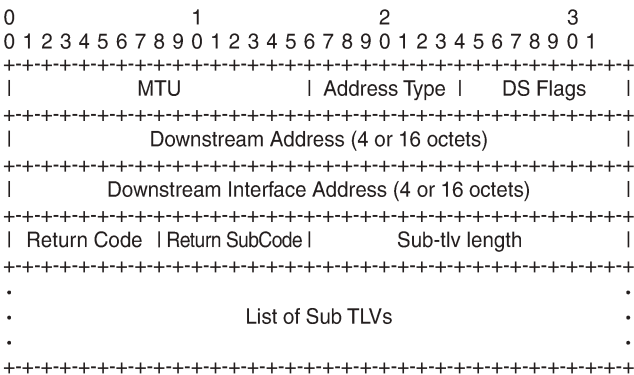 0 1 2 3
0 1 2 3 4 5 6 7 8 9 0 1 2 3 4 5 6 7 8 9 0 1 2 3 4 5 6 7 8 9 0 1
+-+-+-+-+-+-+-+-+-+-+-+-+-+-+-+-+-+-+-+-+-+-+-+-+-+-+-+-+-+-+-+-+
| MTU | Address Type | DS Flags |
+-+-+-+-+-+-+-+-+-+-+-+-+-+-+-+-+-+-+-+-+-+-+-+-+-+-+-+-+-+-+-+-+
| Downstream Address (4 or 16 octets) |
+-+-+-+-+-+-+-+-+-+-+-+-+-+-+-+-+-+-+-+-+-+-+-+-+-+-+-+-+-+-+-+-+
| Downstream Interface Address (4 or 16 octets) |
+-+-+-+-+-+-+-+-+-+-+-+-+-+-+-+-+-+-+-+-+-+-+-+-+-+-+-+-+-+-+-+-+
| Return Code | Return SubCode | Sub-tlv length |
+-+-+-+-+-+-+-+-+-+-+-+-+-+-+-+-+-+-+-+-+-+-+-+-+-+-+-+-+-+-+-+-+
. .
. List of Sub TLVs .
. .
+-+-+-+-+-+-+-+-+-+-+-+-+-+-+-+-+-+-+-+-+-+-+-+-+-+-+-+-+-+-+-+-+